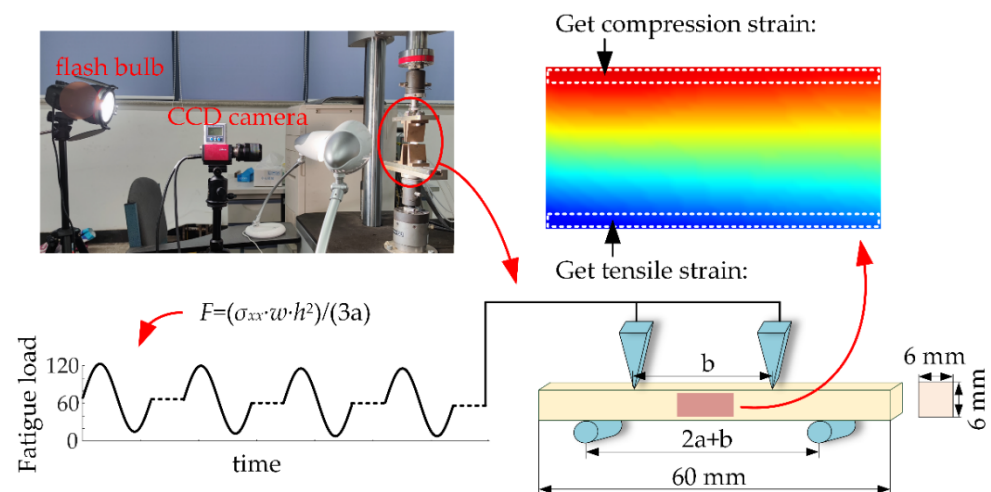 flash bulb
CCD camera
Get compression strain:
Get tensile strain:
F=(σxx·w·h²)/(3a)
Fatigue load
120
60
0
time
b
2a+b
60 mm
6 mm
6 mm